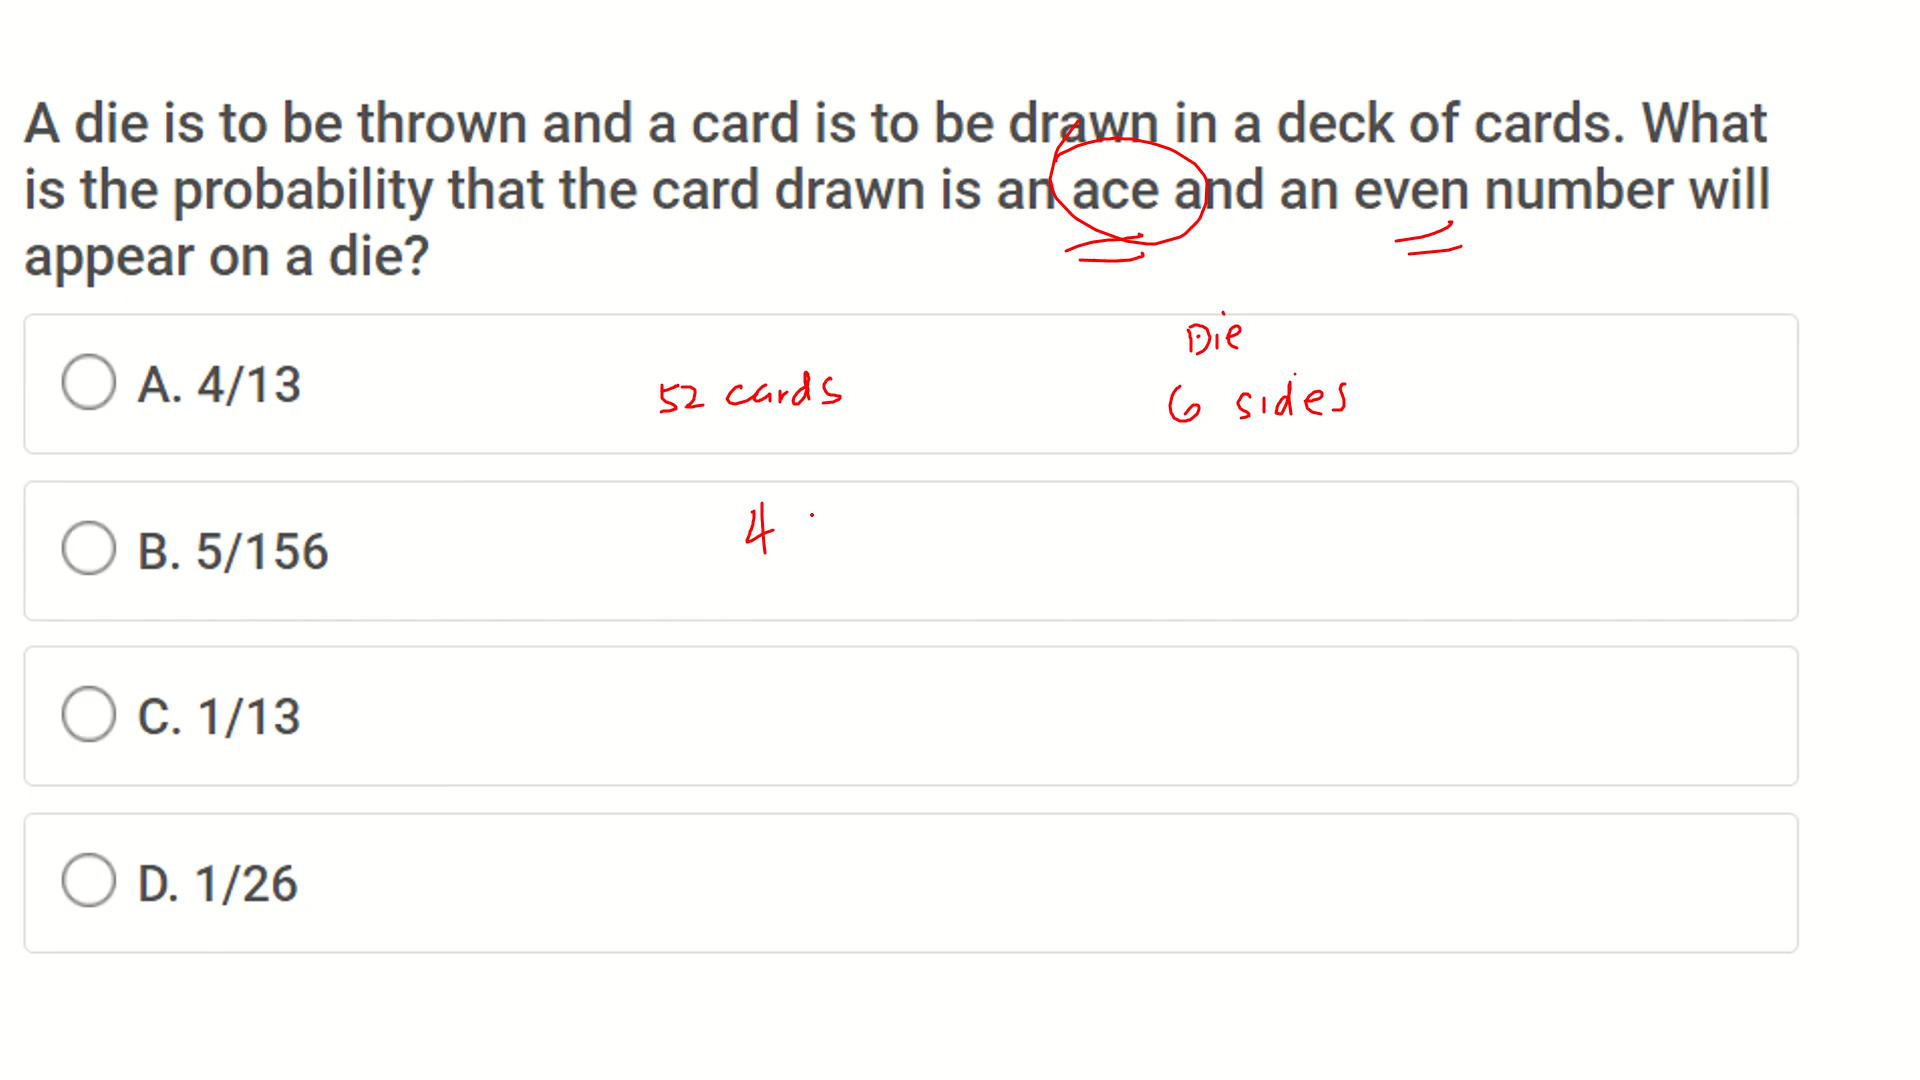 A die is to be thrown and a card is to be drawn in a deck of cards. What
is the probability that the card drawn is an ace and an even number will
appear on a die?
Die
A. 4/13
52 cards
6 sides
4
B. 5/156
C. 1/13
D. 1/26